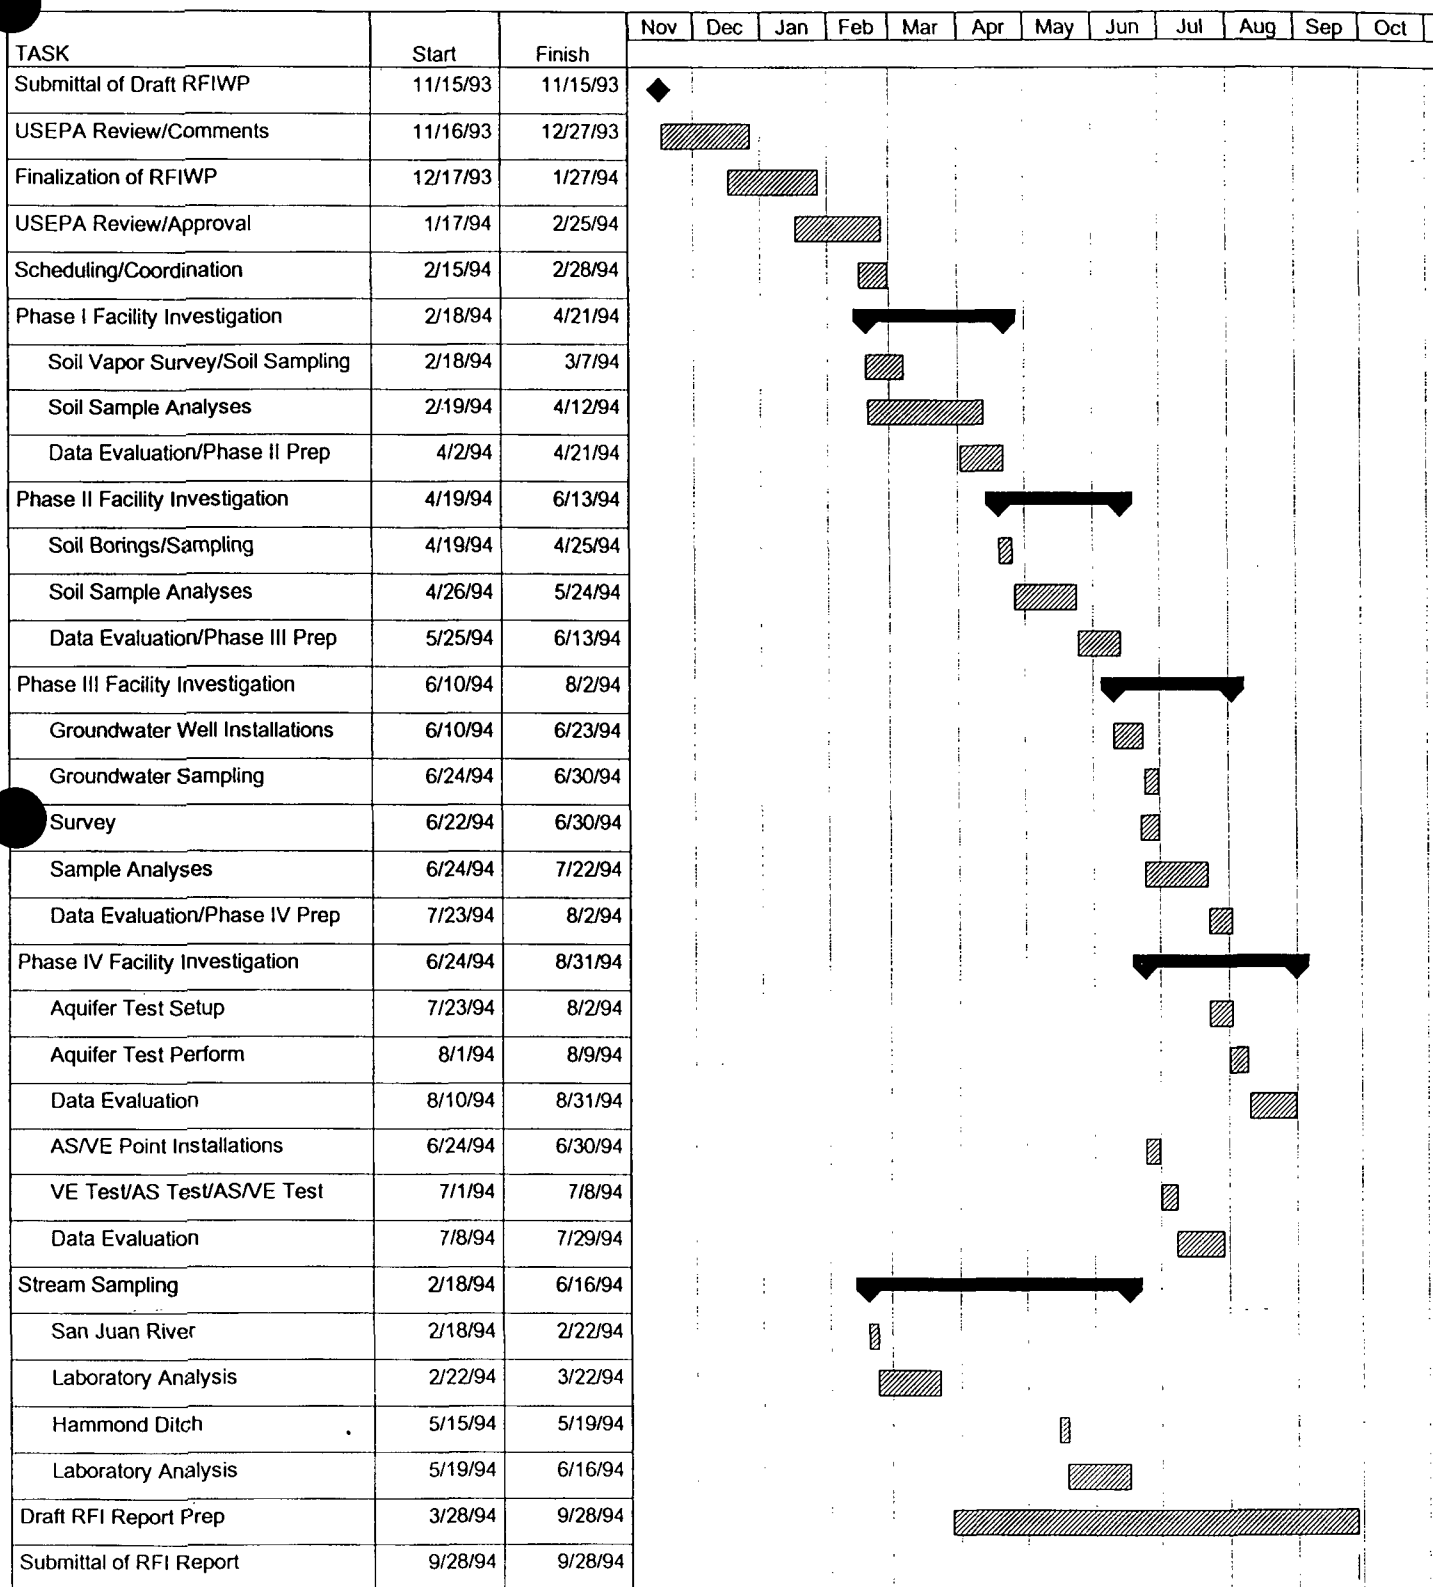 Nov Dec Jan Feb Mar Apr May Jun Jul Aug Sep Oct
TASK Start Finish
Submittal of Draft RFIWP 11/15/93 11/15/93
USEPA Review/Comments 11/16/93 12/27/93
Finalization of RFIWP 12/17/93 1/27/94
USEPA Review/Approval 1/17/94 2/25/94
Scheduling/Coordination 2/15/94 2/28/94
Phase I Facility Investigation 2/18/94 4/21/94
Soil Vapor Survey/Soil Sampling 2/18/94 3/7/94
Soil Sample Analyses 2/19/94 4/12/94
Data Evaluation/Phase II Prep 4/2/94 4/21/94
Phase II Facility Investigation 4/19/94 6/13/94
Soil Borings/Sampling 4/19/94 4/25/94
Soil Sample Analyses 4/26/94 5/24/94
Data Evaluation/Phase III Prep 5/25/94 6/13/94
Phase III Facility Investigation 6/10/94 8/2/94
Groundwater Well Installations 6/10/94 6/23/94
Groundwater Sampling 6/24/94 6/30/94
Survey 6/22/94 6/30/94
Sample Analyses 6/24/94 7/22/94
Data Evaluation/Phase IV Prep 7/23/94 8/2/94
Phase IV Facility Investigation 6/24/94 8/31/94
Aquifer Test Setup 7/23/94 8/2/94
Aquifer Test Perform 8/1/94 8/9/94
Data Evaluation 8/10/94 8/31/94
AS/VE Point Installations 6/24/94 6/30/94
VE Test/AS Test/AS/VE Test 7/1/94 7/8/94
Data Evaluation 7/8/94 7/29/94
Stream Sampling 2/18/94 6/16/94
San Juan River 2/18/94 2/22/94
Laboratory Analysis 2/22/94 3/22/94
Hammond Ditch 5/15/94 5/19/94
Laboratory Analysis 5/19/94 6/16/94
Draft RFI Report Prep 3/28/94 9/28/94
Submittal of RFI Report 9/28/94 9/28/94